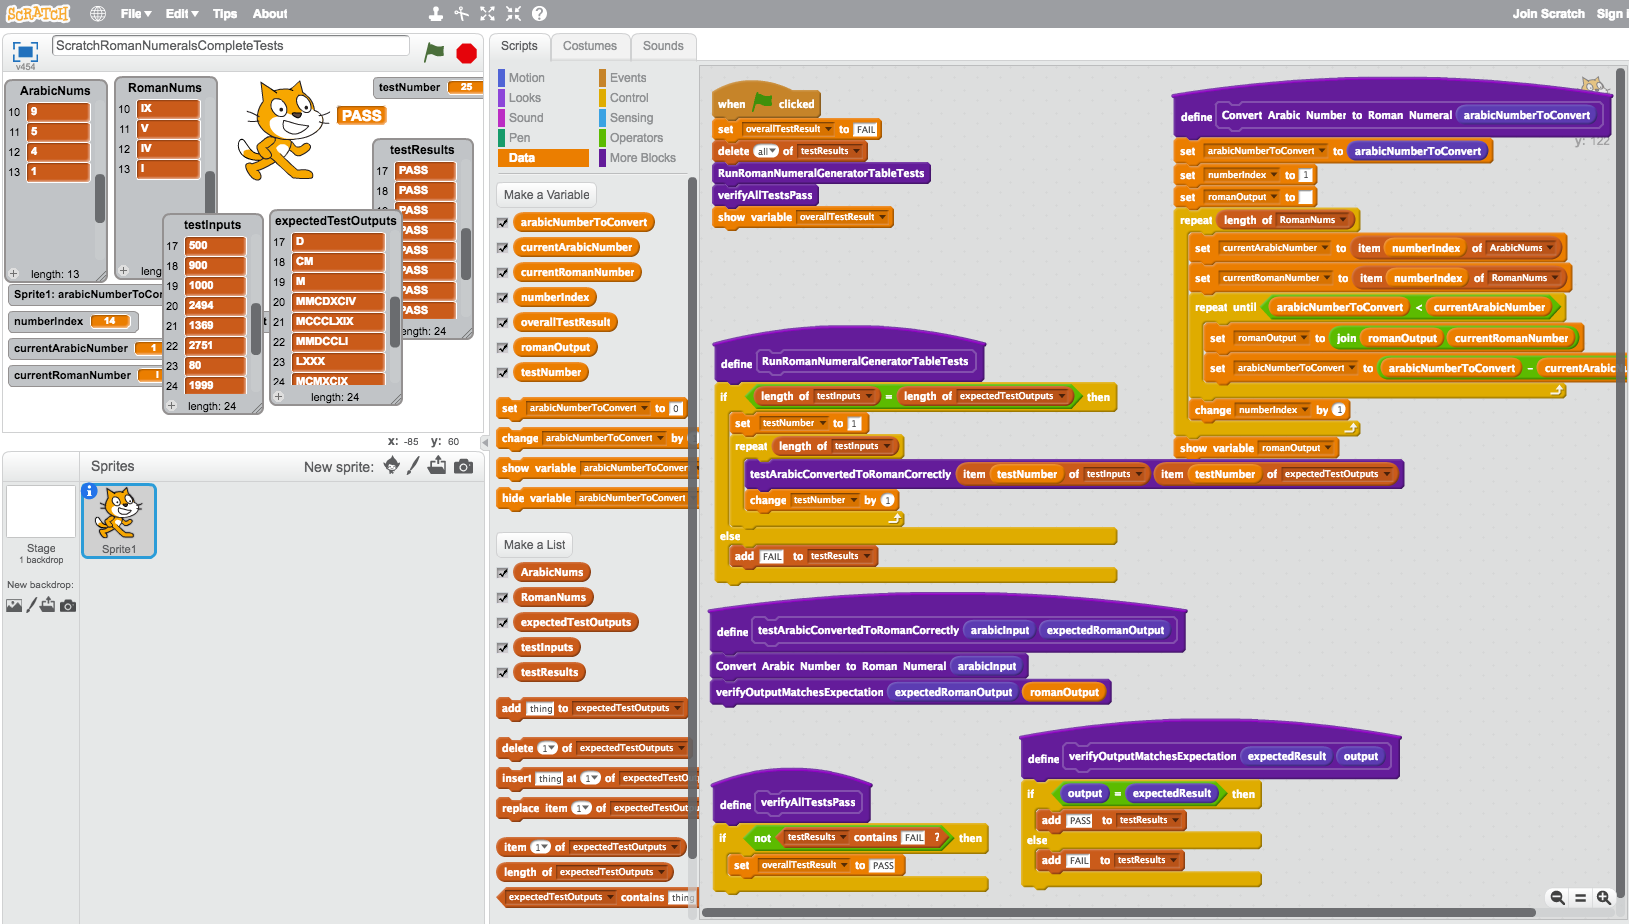 SCRATCH File Edit Tips About Join Scratch Sign
v454 ScratchRomanNumeralsCompleteTests
ArabicNums
10 9
11 5
12 4
13 1
length: 13
RomanNums
10 IX
11 V
12 IV
13 I
PASS
testNumber 25
testResults
17 PASS
18 PASS
PASS
PASS
PASS
PASS
PASS
PASS
length: 24
testInputs
17 500
18 900
19 1000
20 2494
21 1369
22 2751
23 80
24 1999
length: 24
expectedTestOutputs
17 D
18 CM
19 M
20 MMCDXCIV
21 MCCCLXIX
22 MMDCCLI
23 LXXX
24 MCMXCIX
length: 24
Sprite1: arabicNumberToCon
numberIndex 14
currentArabicNumber 1
currentRomanNumber I
x: -85 y: 60
Sprites New sprite:
Stage
1 backdrop
New backdrop:
Sprite1
Scripts Costumes Sounds
Motion Events
Looks Control
Sound Sensing
Pen Operators
Data More Blocks
Make a Variable
arabicNumberToConvert
currentArabicNumber
currentRomanNumber
numberIndex
overallTestResult
romanOutput
testNumber
set arabicNumberToConvert to 0
change arabicNumberToConvert by
show variable arabicNumberToConver
hide variable arabicNumberToConvert
Make a List
ArabicNums
RomanNums
expectedTestOutputs
testInputs
testResults
add thing to expectedTestOutputs
delete 1 of expectedTestOutputs
insert thing at 1 of expectedTestO
replace item 1 of expectedTestOut
item 1 of expectedTestOutputs
length of expectedTestOutputs
expectedTestOutputs contains thing
when clicked
set overallTestResult to FAIL
delete all of testResults
RunRomanNumeralGeneratorTableTests
verifyAllTestsPass
show variable overallTestResult
define RunRomanNumeralGeneratorTableTests
if length of testInputs = length of expectedTestOutputs then
set testNumber to 1
repeat length of testInputs
testArabicConvertedToRomanCorrectly item testNumber of testInputs item testNumber of expectedTestOutputs
change testNumber by 1
else
add FAIL to testResults
define testArabicConvertedToRomanCorrectly arabicInput expectedRomanOutput
Convert Arabic Number to Roman Numeral arabicInput
verifyOutputMatchesExpectation expectedRomanOutput romanOutput
define verifyAllTestsPass
if not testResults contains FAIL ? then
set overallTestResult to PASS
define verifyOutputMatchesExpectation expectedResult output
if output = expectedResult then
add PASS to testResults
else
add FAIL to testResults
define Convert Arabic Number to Roman Numeral arabicNumberToConvert
y: 122
set arabicNumberToConvert to arabicNumberToConvert
set numberIndex to 1
set romanOutput to
repeat length of RomanNums
set currentArabicNumber to item numberIndex of ArabicNums
set currentRomanNumber to item numberIndex of RomanNums
repeat until arabicNumberToConvert < currentArabicNumber
set romanOutput to join romanOutput currentRomanNumber
set arabicNumberToConvert to arabicNumberToConvert - currentArabicNu
change numberIndex by 1
show variable romanOutput